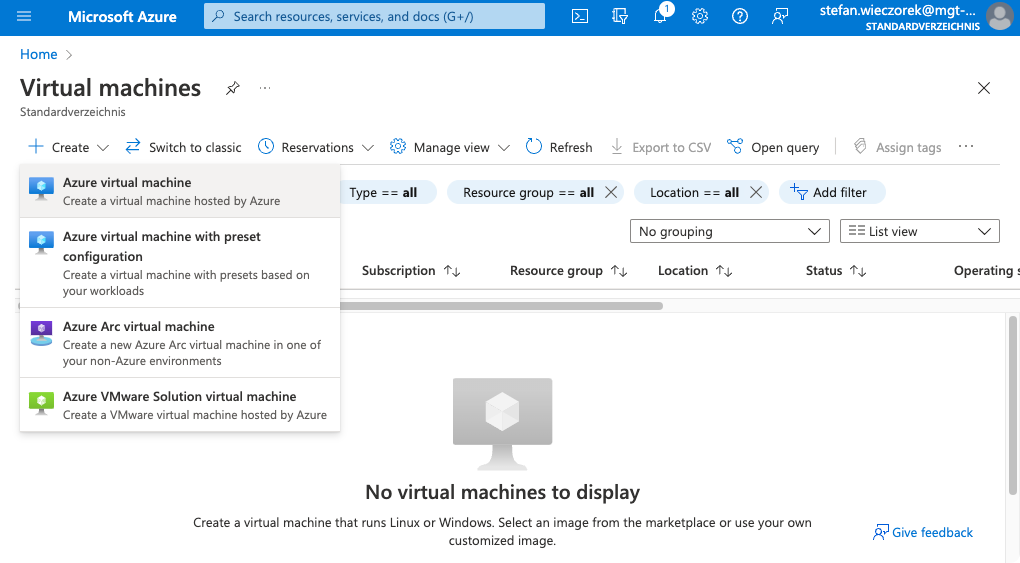 Microsoft Azure
Search resources, services, and docs (G+/)
1
stefan.wieczorek@mgt-...
STANDARDVERZEICHNIS
Home
Virtual machines
...
Standardverzeichnis
Create
Switch to classic
Reservations
Manage view
Refresh
Export to CSV
Open query
Assign tags
...
Azure virtual machine
Create a virtual machine hosted by Azure
Azure virtual machine with preset
configuration
Create a virtual machine with presets based on
your workloads
Azure Arc virtual machine
Create a new Azure Arc virtual machine in one of
your non-Azure environments
Azure VMware Solution virtual machine
Create a VMware virtual machine hosted by Azure
Type == all
Resource group == all
Location == all
Add filter
No grouping
List view
Subscription
Resource group
Location
Status
Operating s
No virtual machines to display
Create a virtual machine that runs Linux or Windows. Select an image from the marketplace or use your own
customized image.
Give feedback